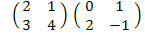 (2 1) (0 1)
(3 4) (2 −1)